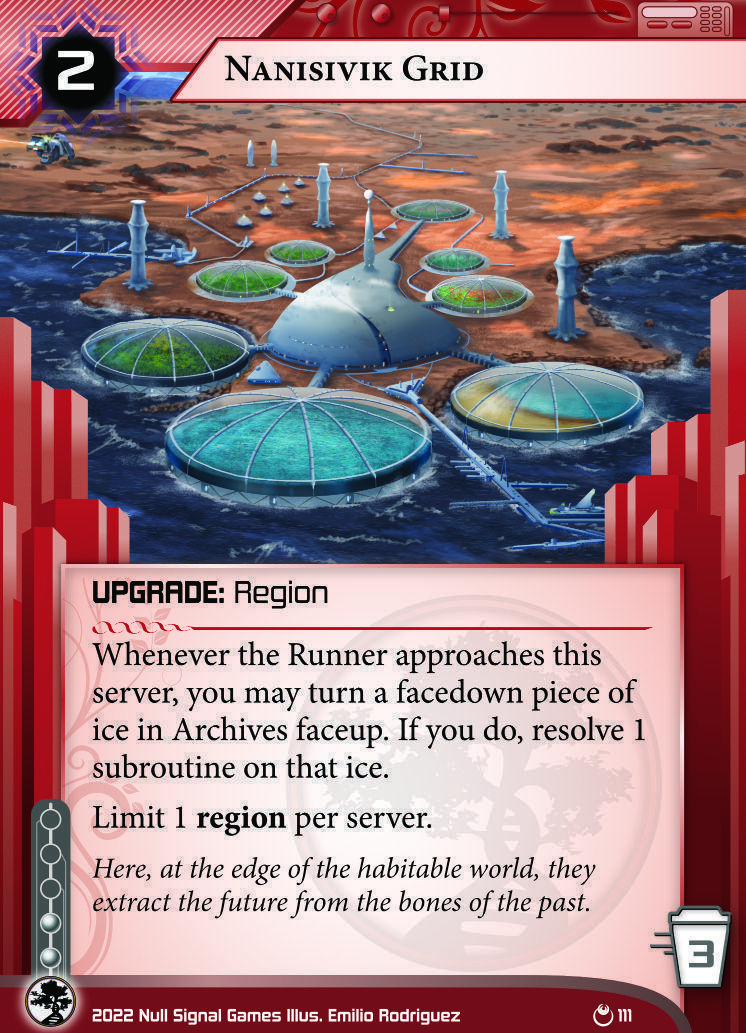 2
Nanisivik Grid
UPGRADE: Region
Whenever the Runner approaches this
server, you may turn a facedown piece of
ice in Archives faceup. If you do, resolve 1
subroutine on that ice.
Limit 1 region per server.
Here, at the edge of the habitable world, they
extract the future from the bones of the past.
3
2022 Null Signal Games Illus. Emilio Rodriguez
111